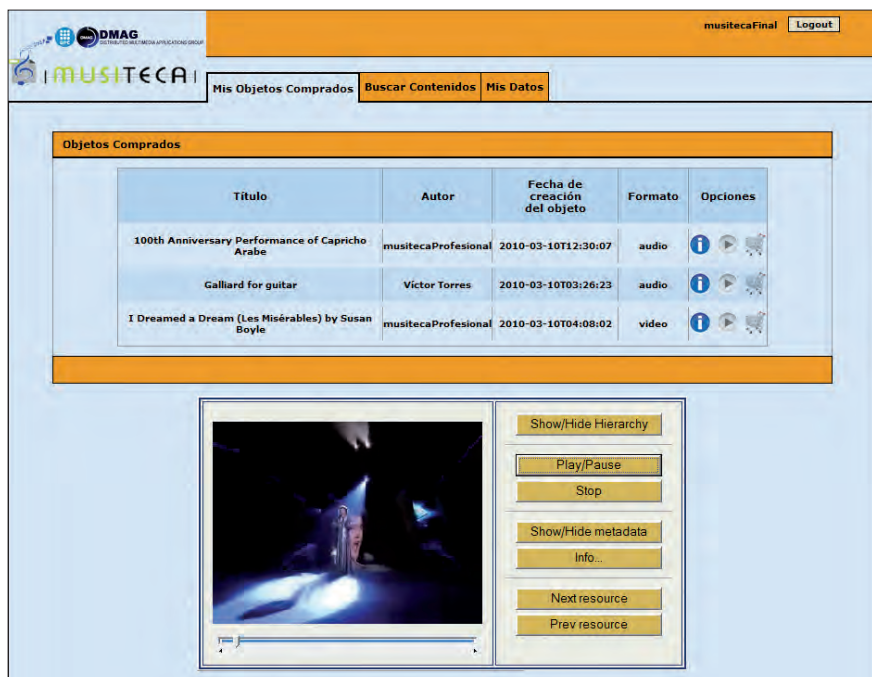 musitecaFinal Logout
DMAG
DISTRIBUTED MULTIMEDIA APPLICATIONS GROUP
|MUSITECA|
Mis Objetos Comprados Buscar Contenidos Mis Datos
Objetos Comprados
Título Autor Fecha de creación del objeto Formato Opciones
100th Anniversary Performance of Capricho
Arabe musitecaProfesional 2010-03-10T12:30:07 audio
Galliard for guitar Víctor Torres 2010-03-10T03:26:23 audio
I Dreamed a Dream (Les Misérables) by Susan
Boyle musitecaProfesional 2010-03-10T04:08:02 video
Show/Hide Hierarchy
Play/Pause
Stop
Show/Hide metadata
Info...
Next resource
Prev resource